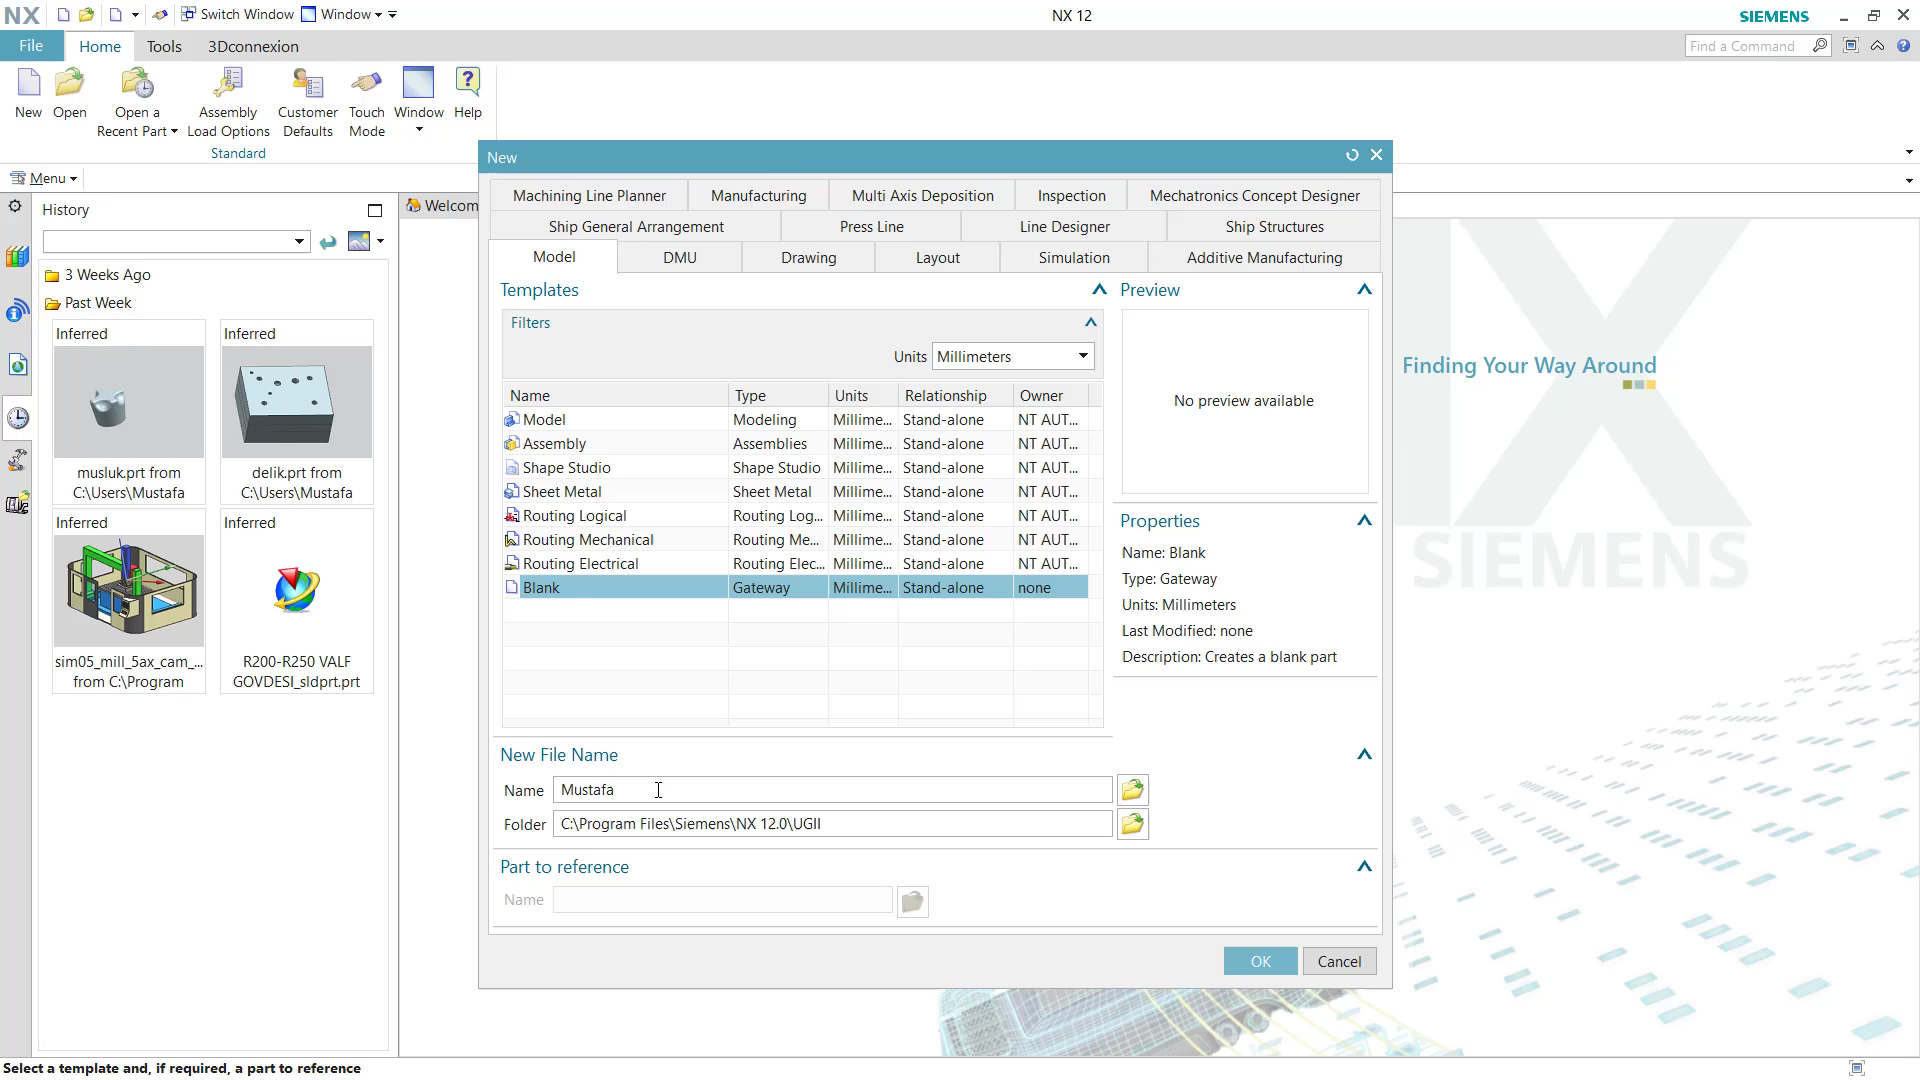 NX
Switch Window
Window
NX 12
SIEMENS
File
Home
Tools
3Dconnexion
Find a Command
New
Open
Open a
Recent Part
Assembly
Load Options
Customer
Defaults
Touch
Mode
Window
Help
Standard
Menu
History
Welcom
3 Weeks Ago
Past Week
Inferred
Inferred
musluk.prt from
C:\Users\Mustafa
delik.prt from
C:\Users\Mustafa
Inferred
Inferred
sim05_mill_5ax_cam_...
from C:\Program
R200-R250 VALF
GOVDESI_sldprt.prt
New
Machining Line Planner
Manufacturing
Multi Axis Deposition
Inspection
Mechatronics Concept Designer
Ship General Arrangement
Press Line
Line Designer
Ship Structures
Model
DMU
Drawing
Layout
Simulation
Additive Manufacturing
Templates
Filters
Units Millimeters
Name Type Units Relationship Owner
Model Modeling Millime... Stand-alone NT AUT...
Assembly Assemblies Millime... Stand-alone NT AUT...
Shape Studio Shape Studio Millime... Stand-alone NT AUT...
Sheet Metal Sheet Metal Millime... Stand-alone NT AUT...
Routing Logical Routing Log... Millime... Stand-alone NT AUT...
Routing Mechanical Routing Me... Millime... Stand-alone NT AUT...
Routing Electrical Routing Elec... Millime... Stand-alone NT AUT...
Blank Gateway Millime... Stand-alone none
Preview
No preview available
Properties
Name: Blank
Type: Gateway
Units: Millimeters
Last Modified: none
Description: Creates a blank part
New File Name
Name Mustafa
Folder C:\Program Files\Siemens\NX 12.0\UGII
Part to reference
Name
OK
Cancel
Finding Your Way Around
SIEMENS
Select a template and, if required, a part to reference